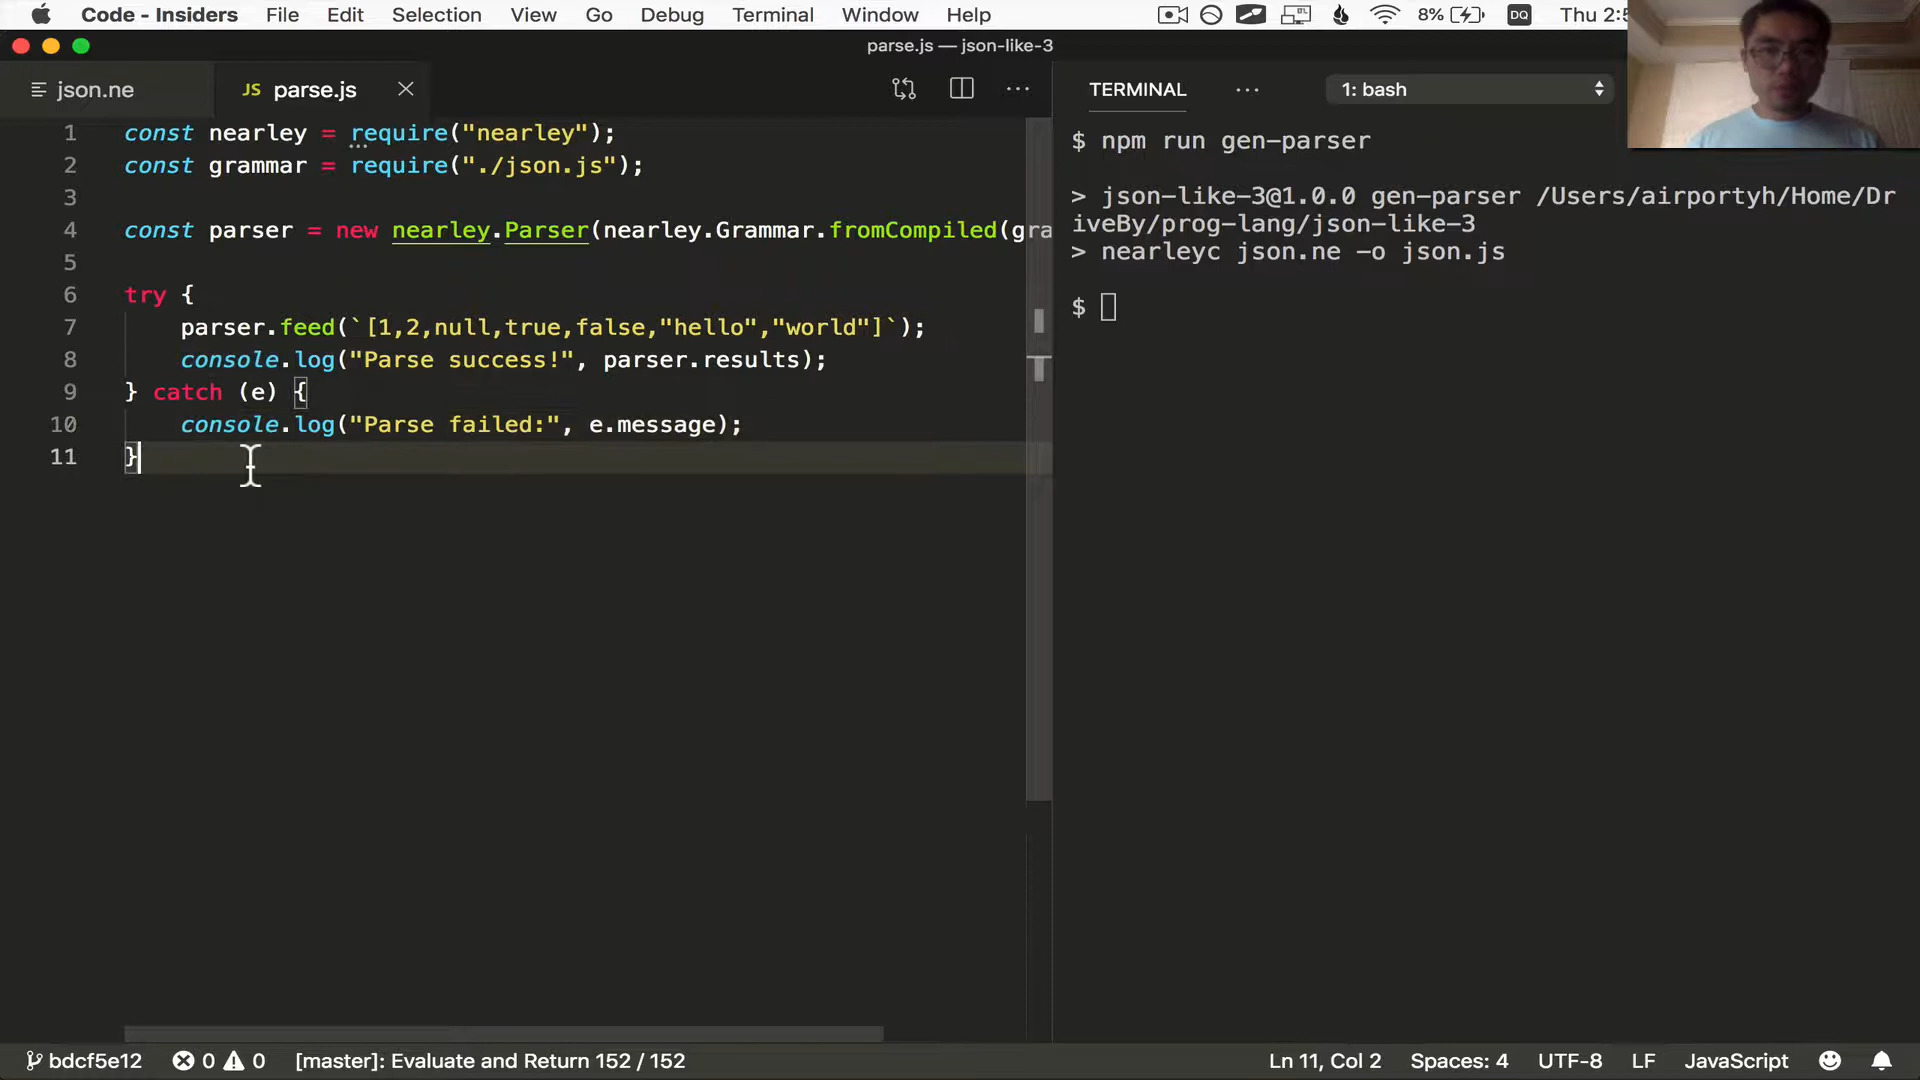 Code - Insiders File Edit Selection View Go Debug Terminal Window Help 8% DQ Thu 2:5
parse.js — json-like-3
json.ne JS parse.js
1 const nearley = require("nearley");
2 const grammar = require("./json.js");
3
4 const parser = new nearley.Parser(nearley.Grammar.fromCompiled(gra
5
6 try {
7 parser.feed(`[1,2,null,true,false,"hello","world"]`);
8 console.log("Parse success!", parser.results);
9 } catch (e) {
10 console.log("Parse failed:", e.message);
11 }
TERMINAL ··· 1: bash
$ npm run gen-parser
> json-like-3@1.0.0 gen-parser /Users/airportyh/Home/Dr
iveBy/prog-lang/json-like-3
> nearleyc json.ne -o json.js
$
bdcf5e12 0 0 [master]: Evaluate and Return 152 / 152 Ln 11, Col 2 Spaces: 4 UTF-8 LF JavaScript